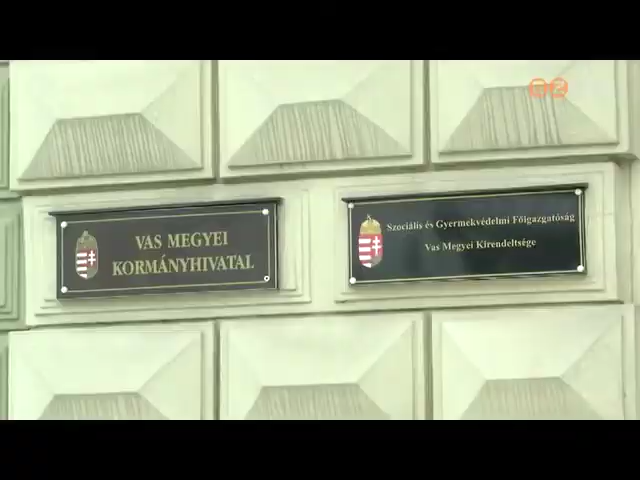 VAS MEGYEI
KORMÁNYHIVATAL
Szociális és Gyermekvédelmi Főigazgatóság
Vas Megyei Kirendeltsége